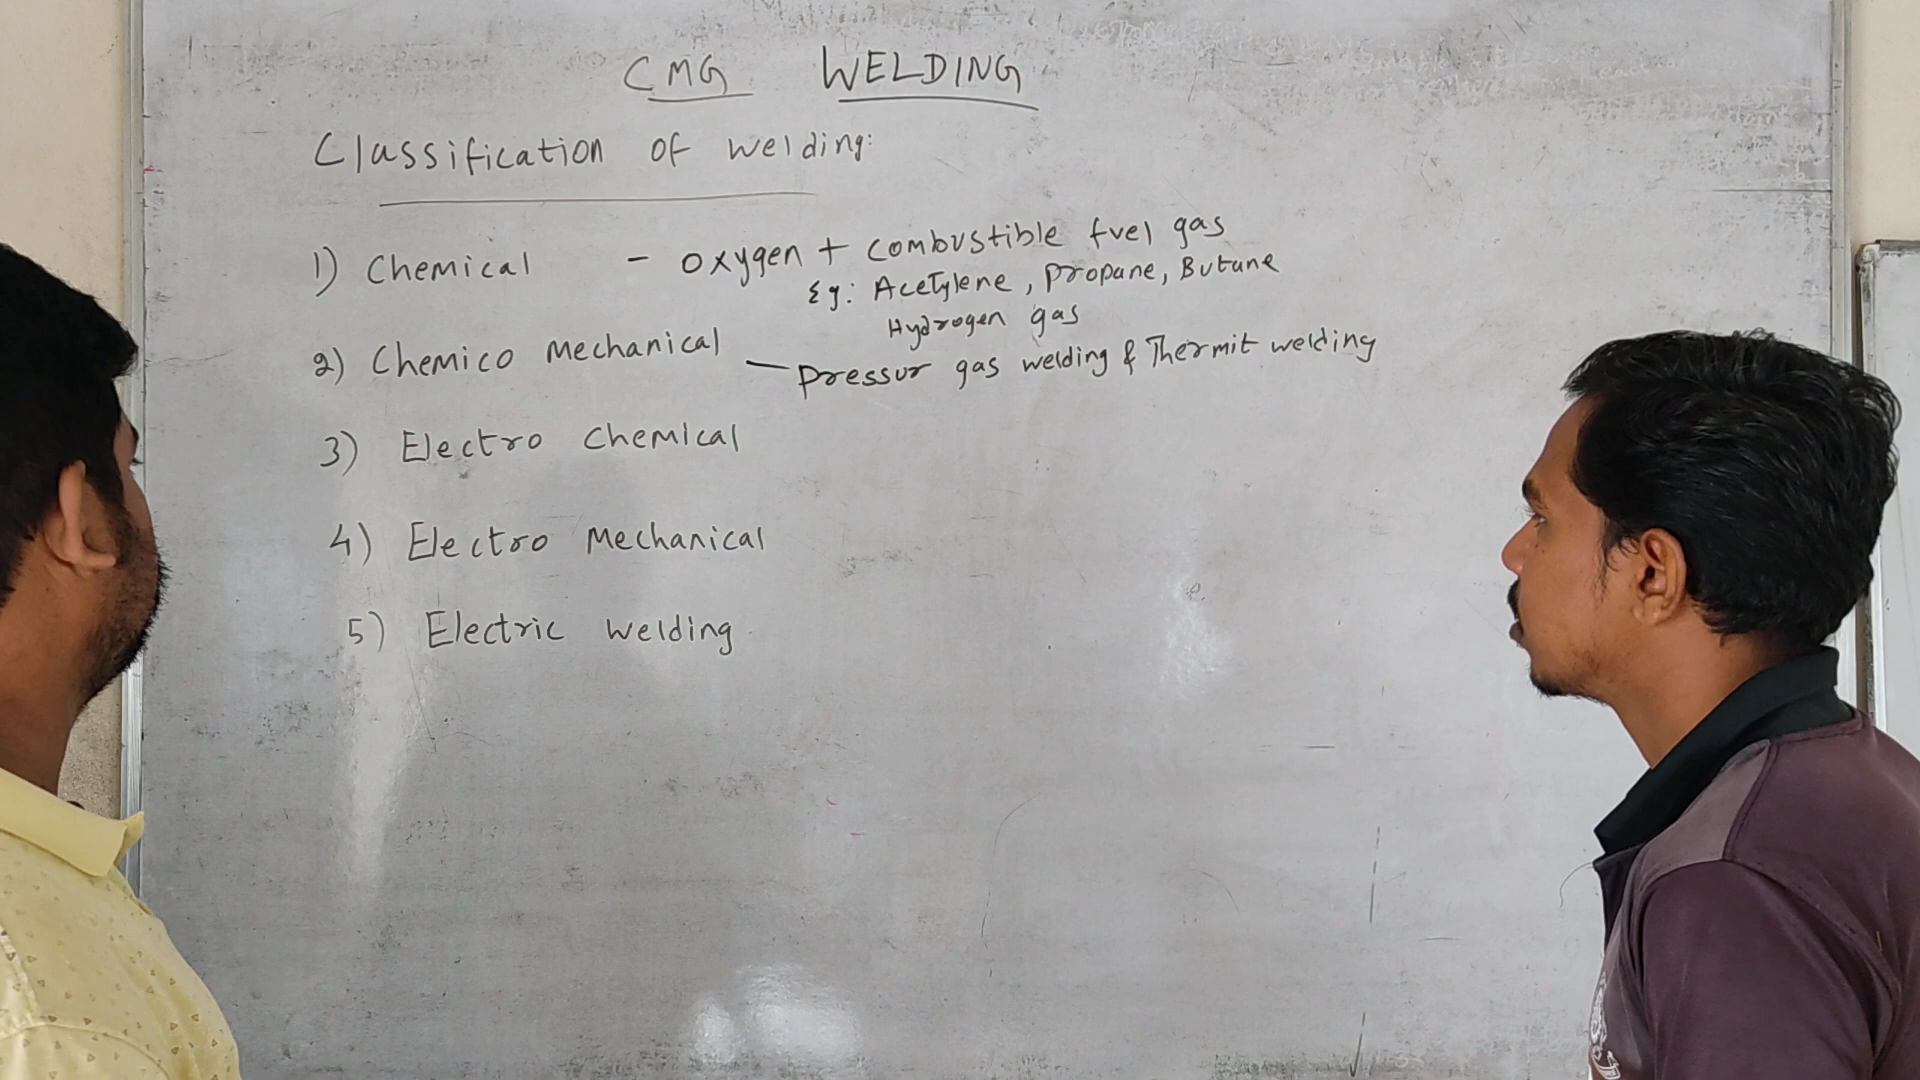 CMG WELDING
Classification of welding:
1) Chemical - oxygen + combustible fuel gas
Eg: Acetylene, Propane, Butane
Hydrogen gas
2) Chemico Mechanical - Pressur gas welding & Thermit welding
3) Electro Chemical
4) Electro Mechanical
5) Electric welding